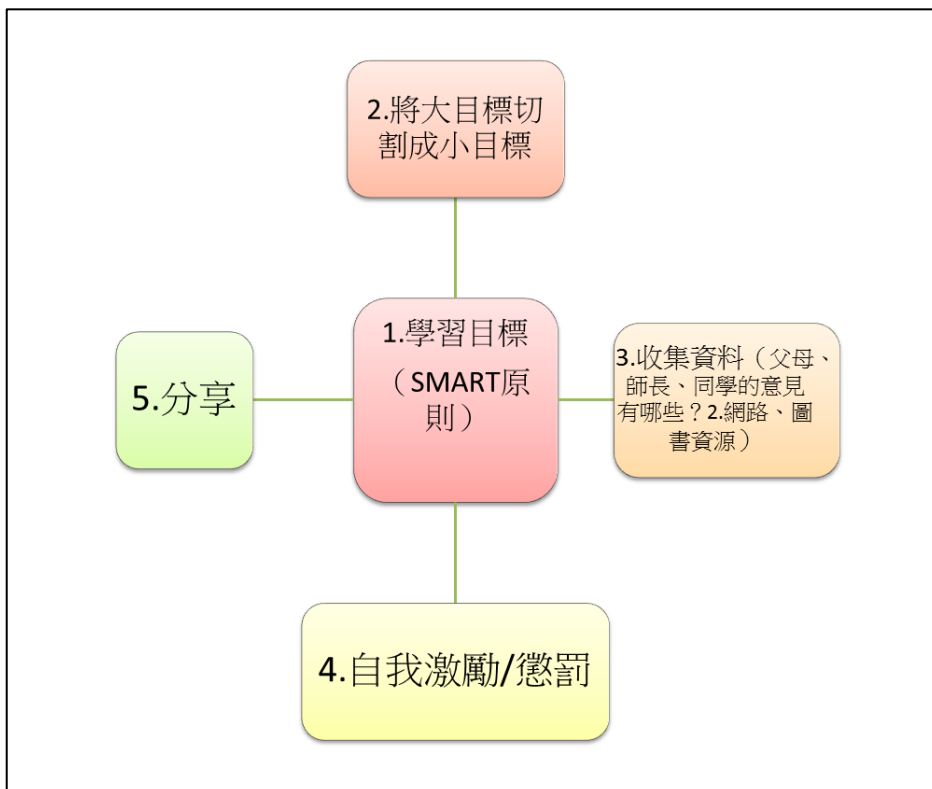 1.學習目標
（SMART原
則）
2.將大目標切
割成小目標
3.收集資料（父母、
師長、同學的意見
有哪些？2.網路、圖
書資源）
4.自我激勵/懲罰
5.分享